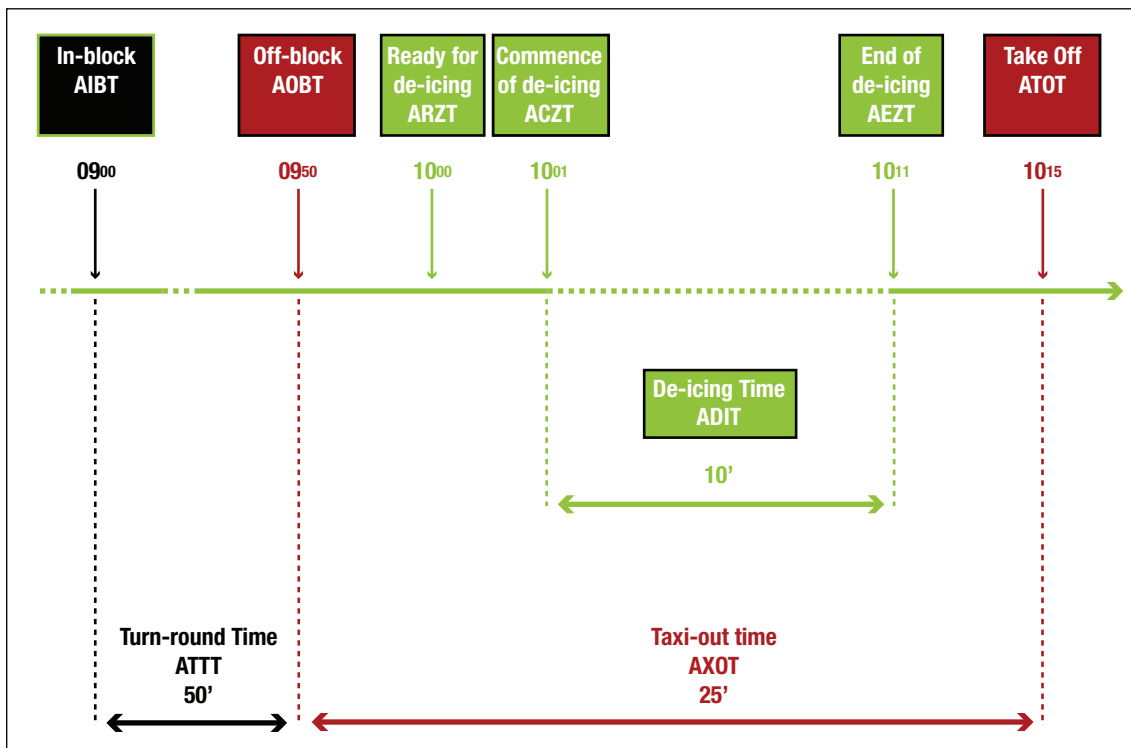 In-block
AIBT
Off-block
AOBT
Ready for
de-icing
ARZT
Commence
of de-icing
ACZT
End of
de-icing
AEZT
Take Off
ATOT
0900
0950
1000
1001
1011
1015
De-icing Time
ADIT
10’
Turn-round Time
ATTT
50’
Taxi-out time
AXOT
25’